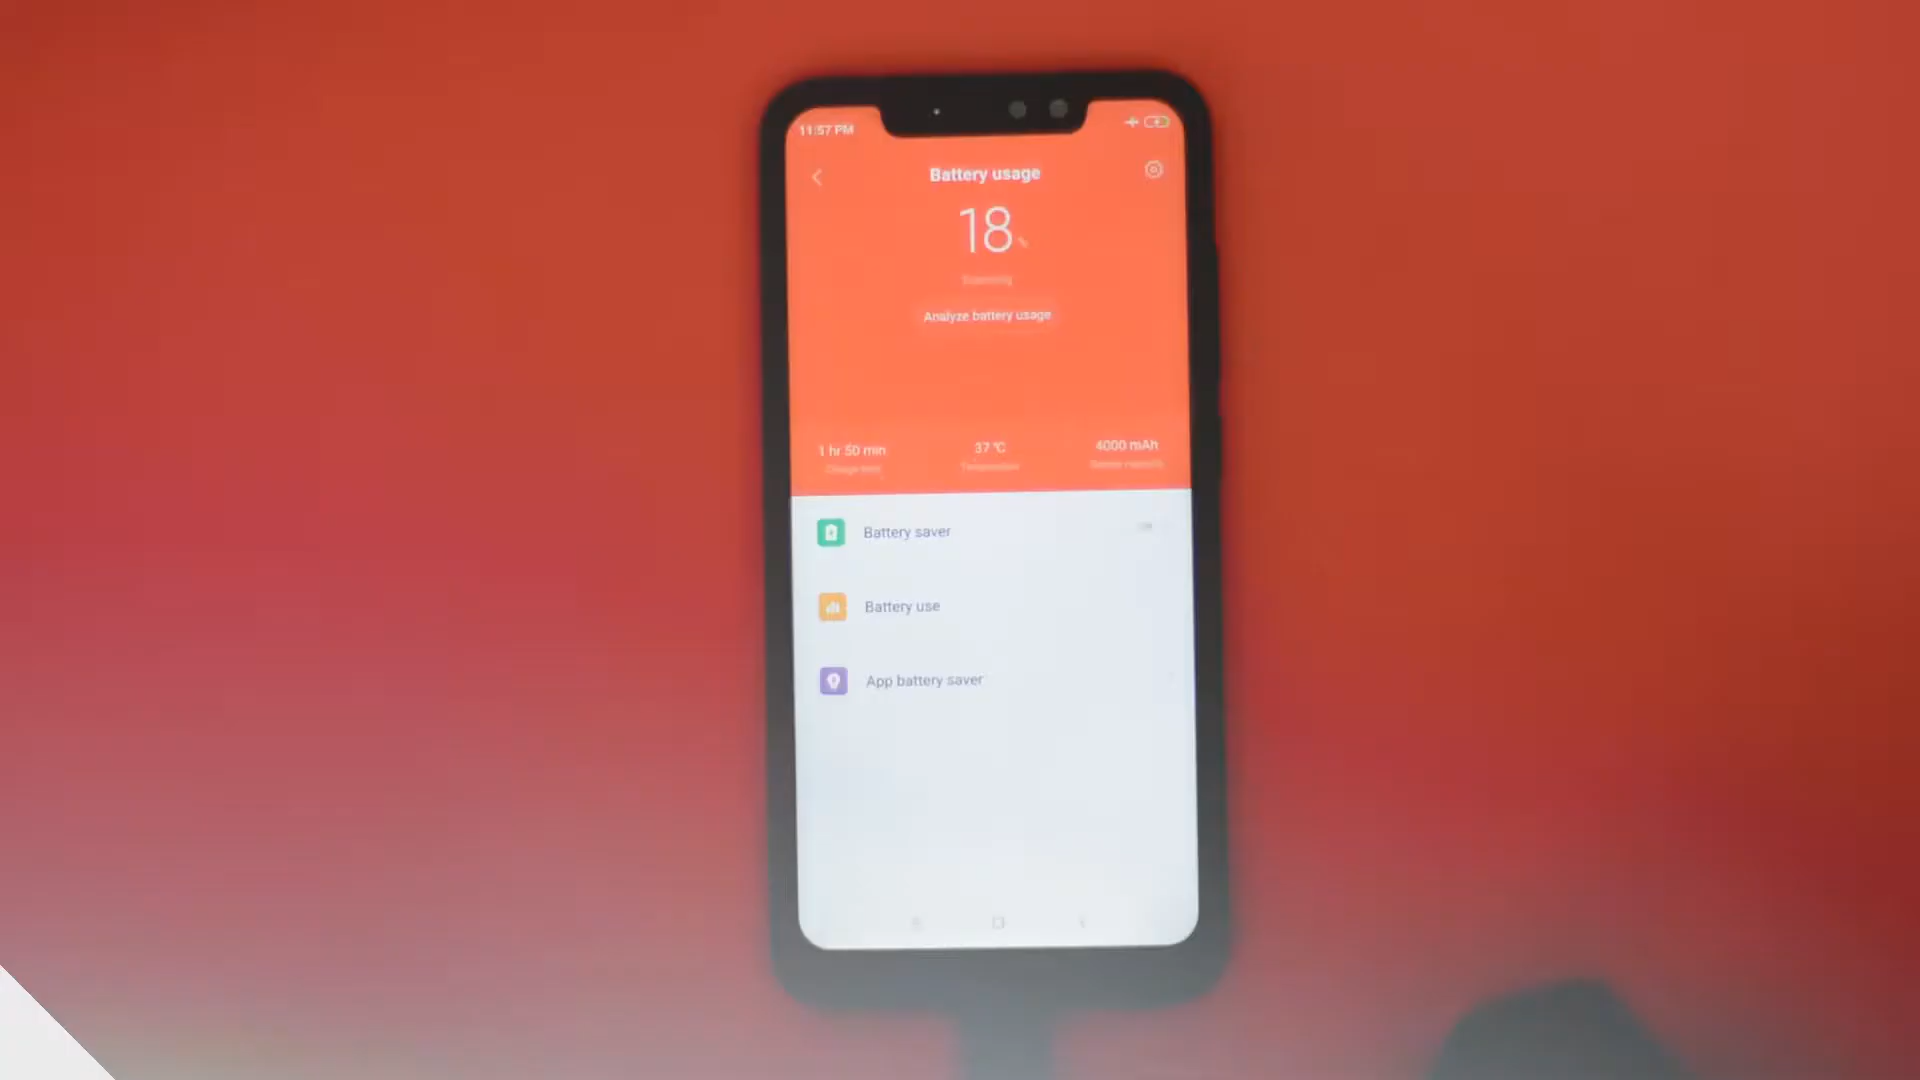 11:57 PM
Battery usage
18 %
Analyze battery usage
1 hr 50 min
37 °C
4000 mAh
Battery saver
Battery use
App battery saver